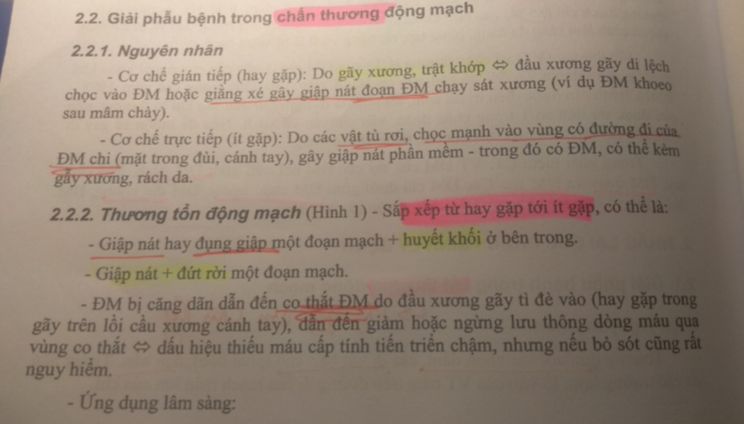 2.2. Giải phẫu bệnh trong chấn thương động mạch
2.2.1. Nguyên nhân
- Cơ chế gián tiếp (hay gặp): Do gãy xương, trật khớp ⇔ đầu xương gãy di lệch
chọc vào ĐM hoặc giằng xé gây giập nát đoạn ĐM chạy sát xương (ví dụ ĐM khoeo
sau mâm chày).
- Cơ chế trực tiếp (ít gặp): Do các vật tù rơi, chọc mạnh vào vùng có đường đi của
ĐM chi (mặt trong đùi, cánh tay), gây giập nát phần mềm - trong đó có ĐM, có thể kèm
gãy xương, rách da.
2.2.2. Thương tổn động mạch (Hình 1) - Sắp xếp từ hay gặp tới ít gặp, có thể là:
- Giập nát hay đụng giập một đoạn mạch + huyết khối ở bên trong.
- Giập nát + đứt rời một đoạn mạch.
- ĐM bị căng dãn dẫn đến co thắt ĐM do đầu xương gãy tì đè vào (hay gặp trong
gãy trên lồi cầu xương cánh tay), dẫn đến giảm hoặc ngừng lưu thông dòng máu qua
vùng co thắt ⇔ dấu hiệu thiếu máu cấp tính tiến triển chậm, nhưng nếu bỏ sót cũng rất
nguy hiểm.
- Ứng dụng lâm sàng: